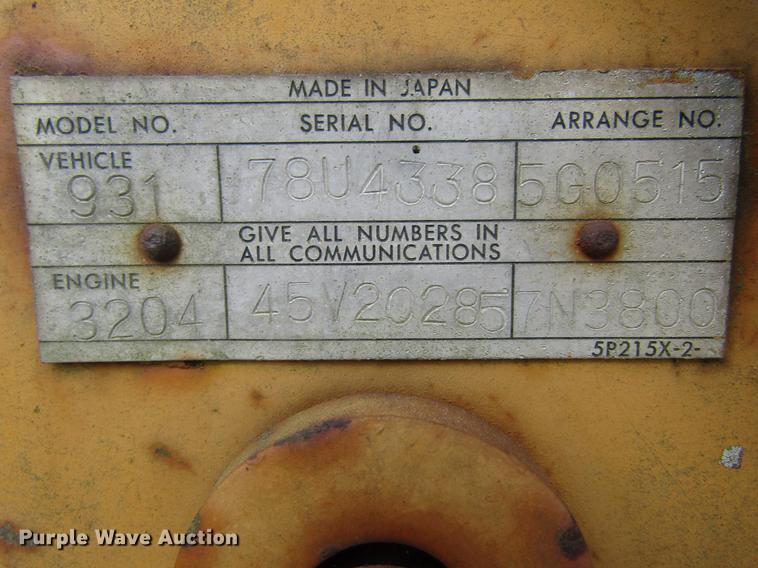 MADE IN JAPAN
MODEL NO. SERIAL NO. ARRANGE NO.
VEHICLE
931 78U4338 5G0515
GIVE ALL NUMBERS IN
ALL COMMUNICATIONS
ENGINE
3204 45V20285 7N3800
5P215X-2-
Purple Wave Auction